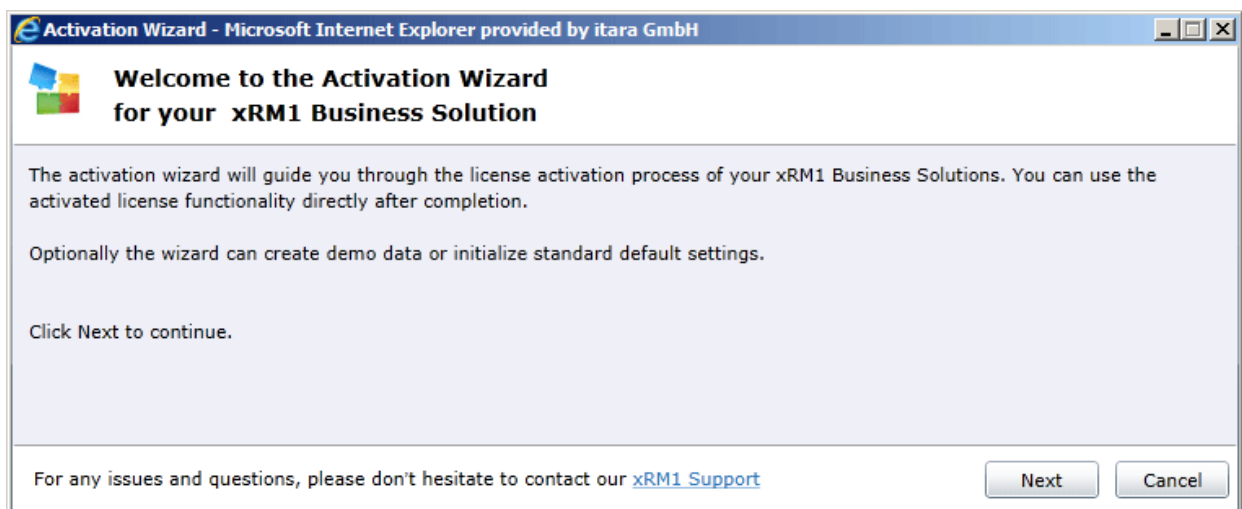 Activation Wizard - Microsoft Internet Explorer provided by itara GmbH
Welcome to the Activation Wizard
for your xRM1 Business Solution
The activation wizard will guide you through the license activation process of your xRM1 Business Solutions. You can use the
activated license functionality directly after completion.
Optionally the wizard can create demo data or initialize standard default settings.
Click Next to continue.
For any issues and questions, please don't hesitate to contact our xRM1 Support
Next
Cancel